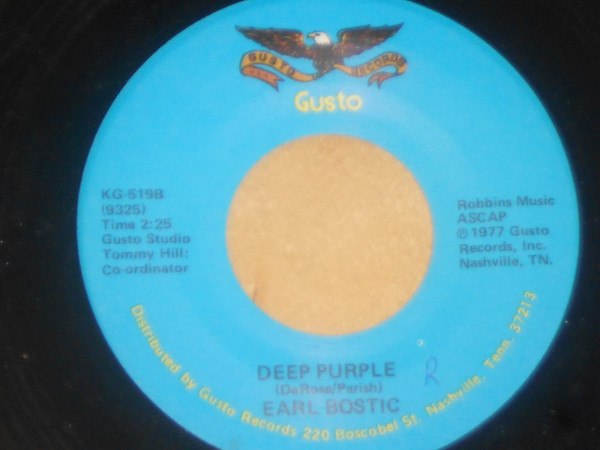 GUSTO RECORDS
Gusto
KG-519B
(9325)
Time 2:25
Gusto Studio
Tommy Hill:
Co-ordinator
Robbins Music
ASCAP
℗1977 Gusto
Records, Inc.
Nashville, TN.
DEEP PURPLE
(DeRose/Parish)
EARL BOSTIC
R
Distributed by Gusto Records 220 Boscobel St. Nashville, Tenn. 37213